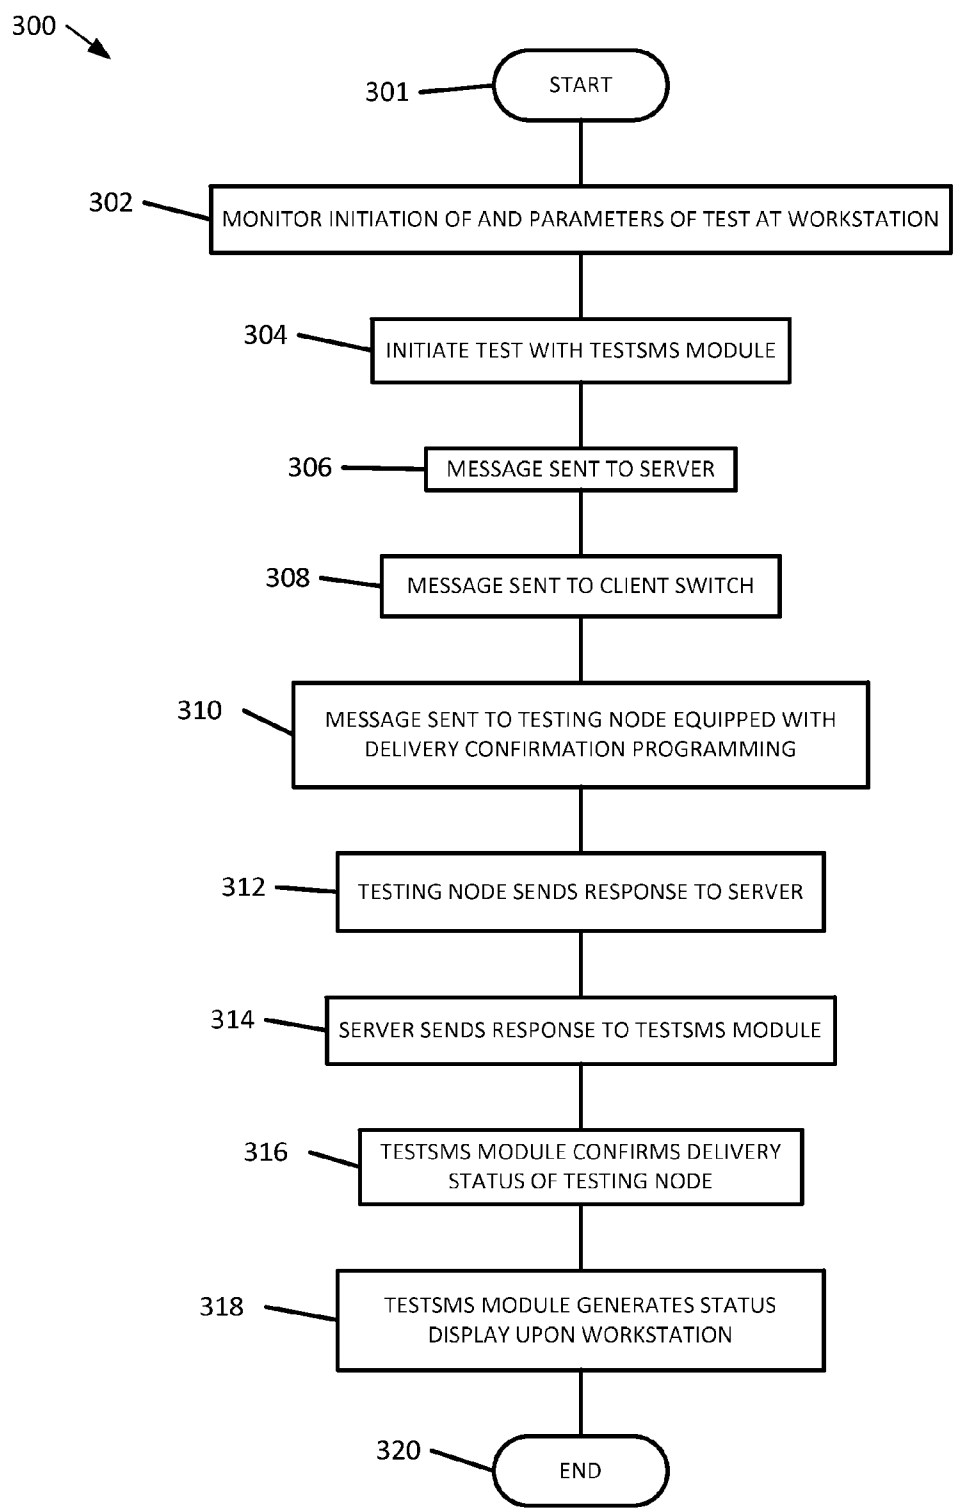 300
301
START
302
MONITOR INITIATION OF AND PARAMETERS OF TEST AT WORKSTATION
304
INITIATE TEST WITH TESTSMS MODULE
306
MESSAGE SENT TO SERVER
308
MESSAGE SENT TO CLIENT SWITCH
310
MESSAGE SENT TO TESTING NODE EQUIPPED WITH
DELIVERY CONFIRMATION PROGRAMMING
312
TESTING NODE SENDS RESPONSE TO SERVER
314
SERVER SENDS RESPONSE TO TESTSMS MODULE
316
TESTSMS MODULE CONFIRMS DELIVERY
STATUS OF TESTING NODE
318
TESTSMS MODULE GENERATES STATUS
DISPLAY UPON WORKSTATION
320
END